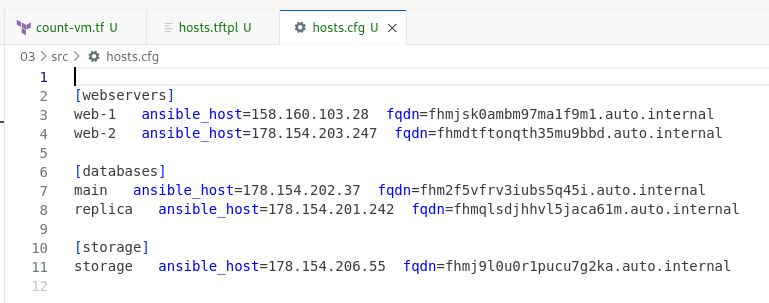 count-vm.tf U hosts.tftpl U hosts.cfg U
03 > src > hosts.cfg
1
2 [webservers]
3 web-1 ansible_host=158.160.103.28 fqdn=fhmjsk0ambm97ma1f9m1.auto.internal
4 web-2 ansible_host=178.154.203.247 fqdn=fhmdtftonqth35mu9bbd.auto.internal
5
6 [databases]
7 main ansible_host=178.154.202.37 fqdn=fhm2f5vfrv3iubs5q45i.auto.internal
8 replica ansible_host=178.154.201.242 fqdn=fhmqlsdjhhvl5jaca61m.auto.internal
9
10 [storage]
11 storage ansible_host=178.154.206.55 fqdn=fhmj9l0u0r1pucu7g2ka.auto.internal
12